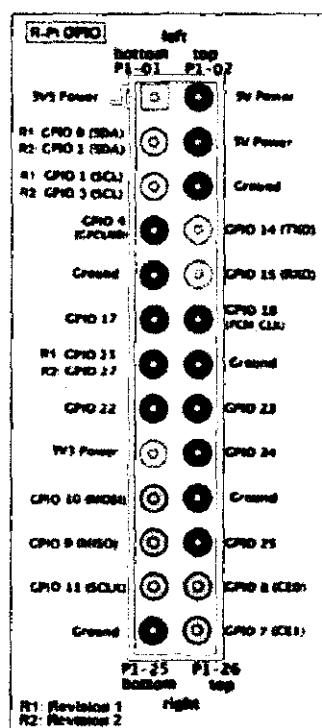 R-Pi GPIO
left
bottom top
P1-01 P1-02
3V3 Power 5V Power
R1: GPIO 0 (SDA)
R2: GPIO 2 (SDA) 5V Power
R1: GPIO 1 (SCL)
R2: GPIO 3 (SCL) Ground
GPIO 4
(GPCLK0) GPIO 14 (TXD)
Ground GPIO 15 (RXD)
GPIO 17 GPIO 18
(PCM_CLK)
R1: GPIO 21
R2: GPIO 27 Ground
GPIO 22 GPIO 23
3V3 Power GPIO 24
GPIO 10 (MOSI) Ground
GPIO 9 (MISO) GPIO 25
GPIO 11 (SCLK) GPIO 8 (CE0)
Ground GPIO 7 (CE1)
P1-25 P1-26
bottom top
right
R1: Revision 1
R2: Revision 2